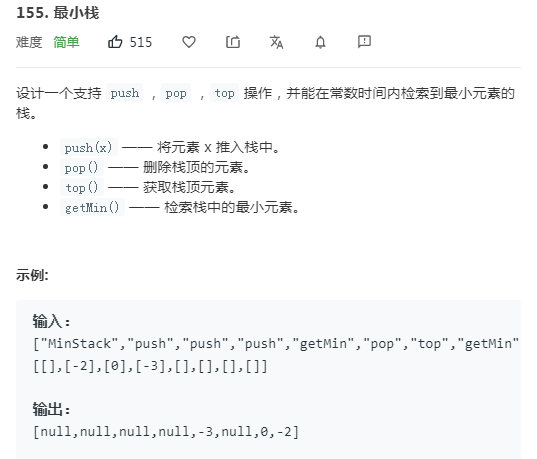 155. 最小栈
难度 简单 515
设计一个支持 push ，pop ，top 操作，并能在常数时间内检索到最小元素的
栈。
push(x) —— 将元素 x 推入栈中。
pop() —— 删除栈顶的元素。
top() —— 获取栈顶元素。
getMin() —— 检索栈中的最小元素。
示例:
输入：
["MinStack","push","push","push","getMin","pop","top","getMin"
[[],[-2],[0],[-3],[],[],[],[]]
输出：
[null,null,null,null,-3,null,0,-2]